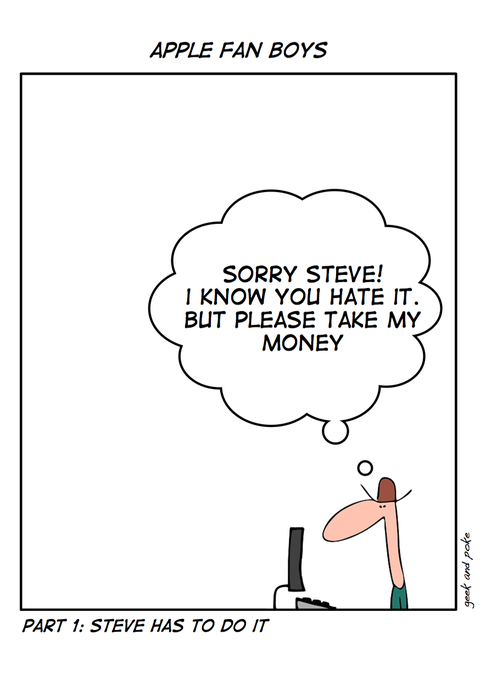 APPLE FAN BOYS
SORRY STEVE!
I KNOW YOU HATE IT.
BUT PLEASE TAKE MY
MONEY
geek and poke
PART 1: STEVE HAS TO DO IT